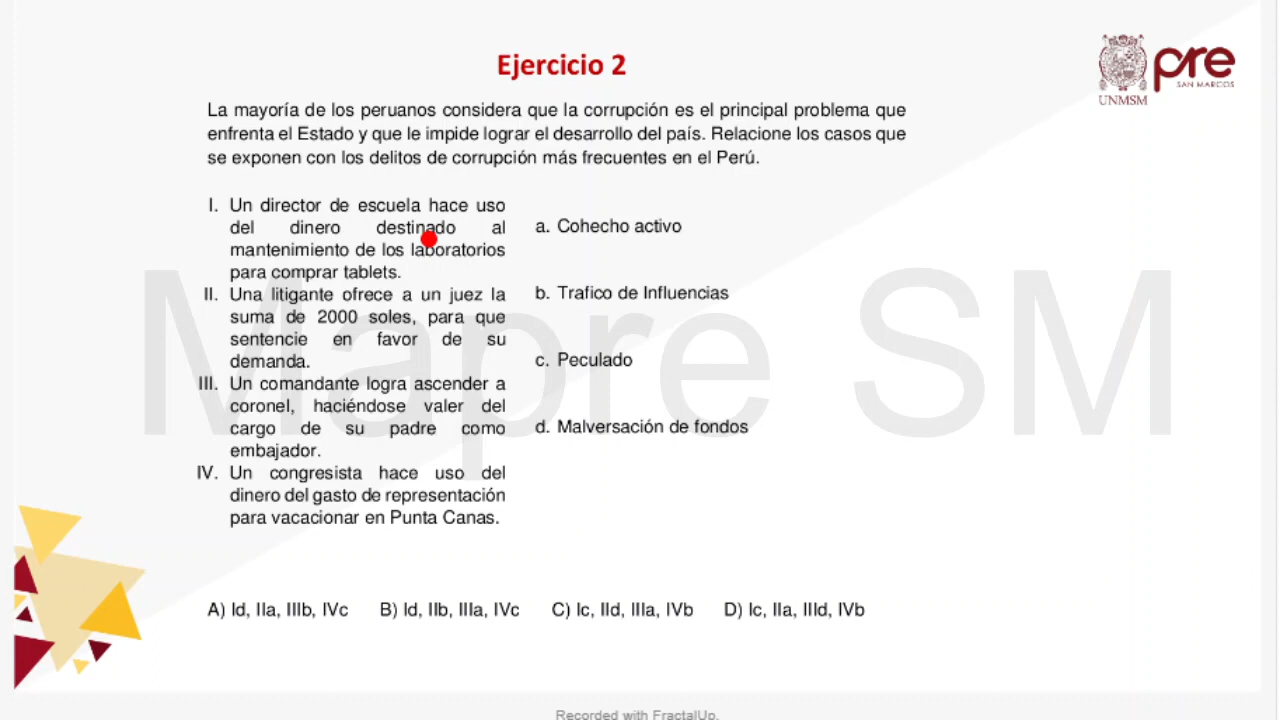 Ejercicio 2
UNMSM
pre
SAN MARCOS
La mayoría de los peruanos considera que la corrupción es el principal problema que
enfrenta el Estado y que le impide lograr el desarrollo del país. Relacione los casos que
se exponen con los delitos de corrupción más frecuentes en el Perú.
I. Un director de escuela hace uso
del dinero destinado al
mantenimiento de los laboratorios
para comprar tablets.
II. Una litigante ofrece a un juez la
suma de 2000 soles, para que
sentencie en favor de su
demanda.
III. Un comandante logra ascender a
coronel, haciéndose valer del
cargo de su padre como
embajador.
IV. Un congresista hace uso del
dinero del gasto de representación
para vacacionar en Punta Canas.
a. Cohecho activo
b. Trafico de Influencias
c. Peculado
d. Malversación de fondos
A) Id, IIa, IIIb, IVc B) Id, IIb, IIIa, IVc C) Ic, IId, IIIa, IVb D) Ic, IIa, IIId, IVb
Mapre SM
Recorded with FractalUp.